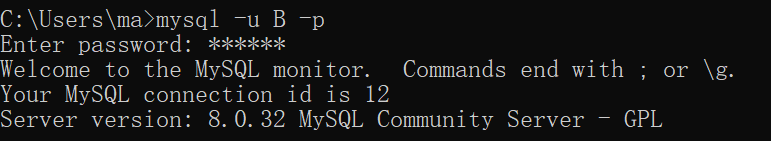 C:\Users\ma>mysql -u B -p
Enter password: ******
Welcome to the MySQL monitor.  Commands end with ; or \g.
Your MySQL connection id is 12
Server version: 8.0.32 MySQL Community Server - GPL